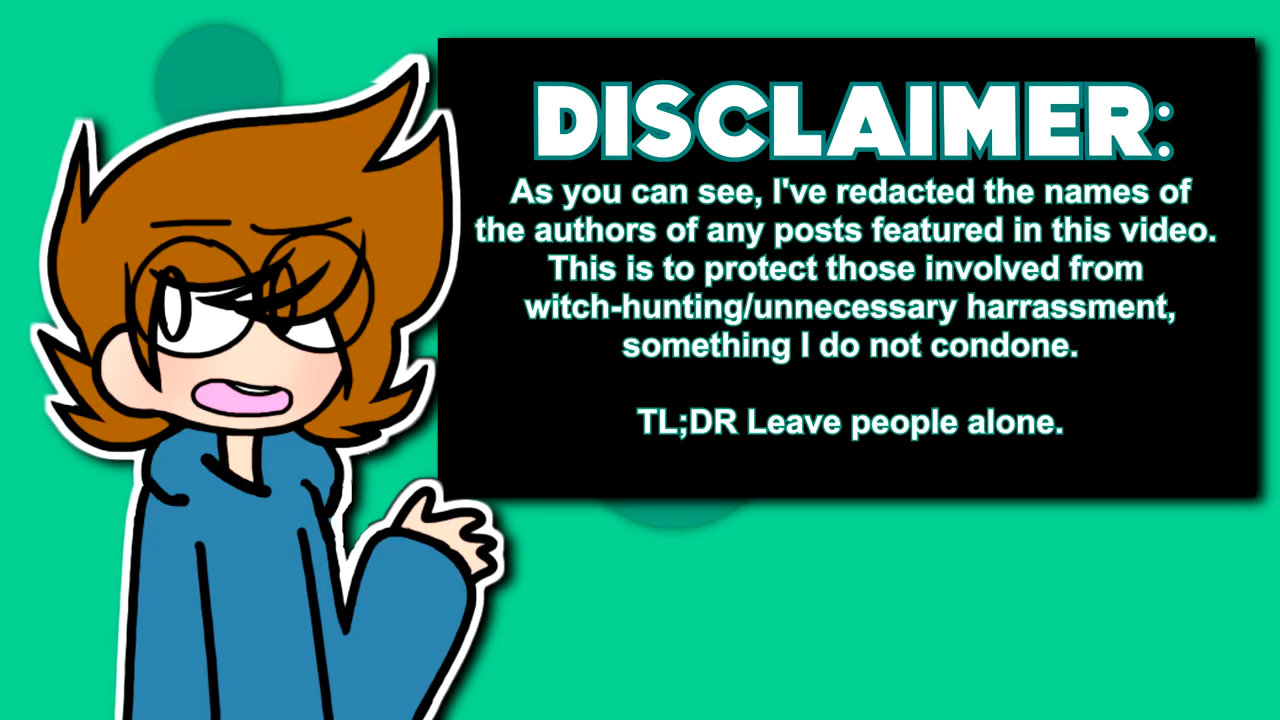 DISCLAIMER:
As you can see, I've redacted the names of
the authors of any posts featured in this video.
This is to protect those involved from
witch-hunting/unnecessary harrassment,
something I do not condone.
TL;DR Leave people alone.